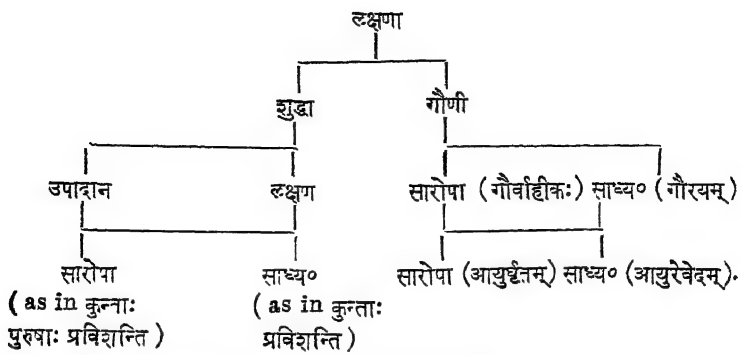 लक्षणा
शुद्धा गौणी
उपादान लक्षण सारोपा (गौर्वाहीकः) साध्य० (गौरयम्)
सारोपा साध्य० सारोपा (आयुर्घृतम्) साध्य० (आयुरेवेदम्).
( as in कुन्ताः ( as in कुन्ताः
पुरुषाः प्रविशन्ति ) प्रविशन्ति )